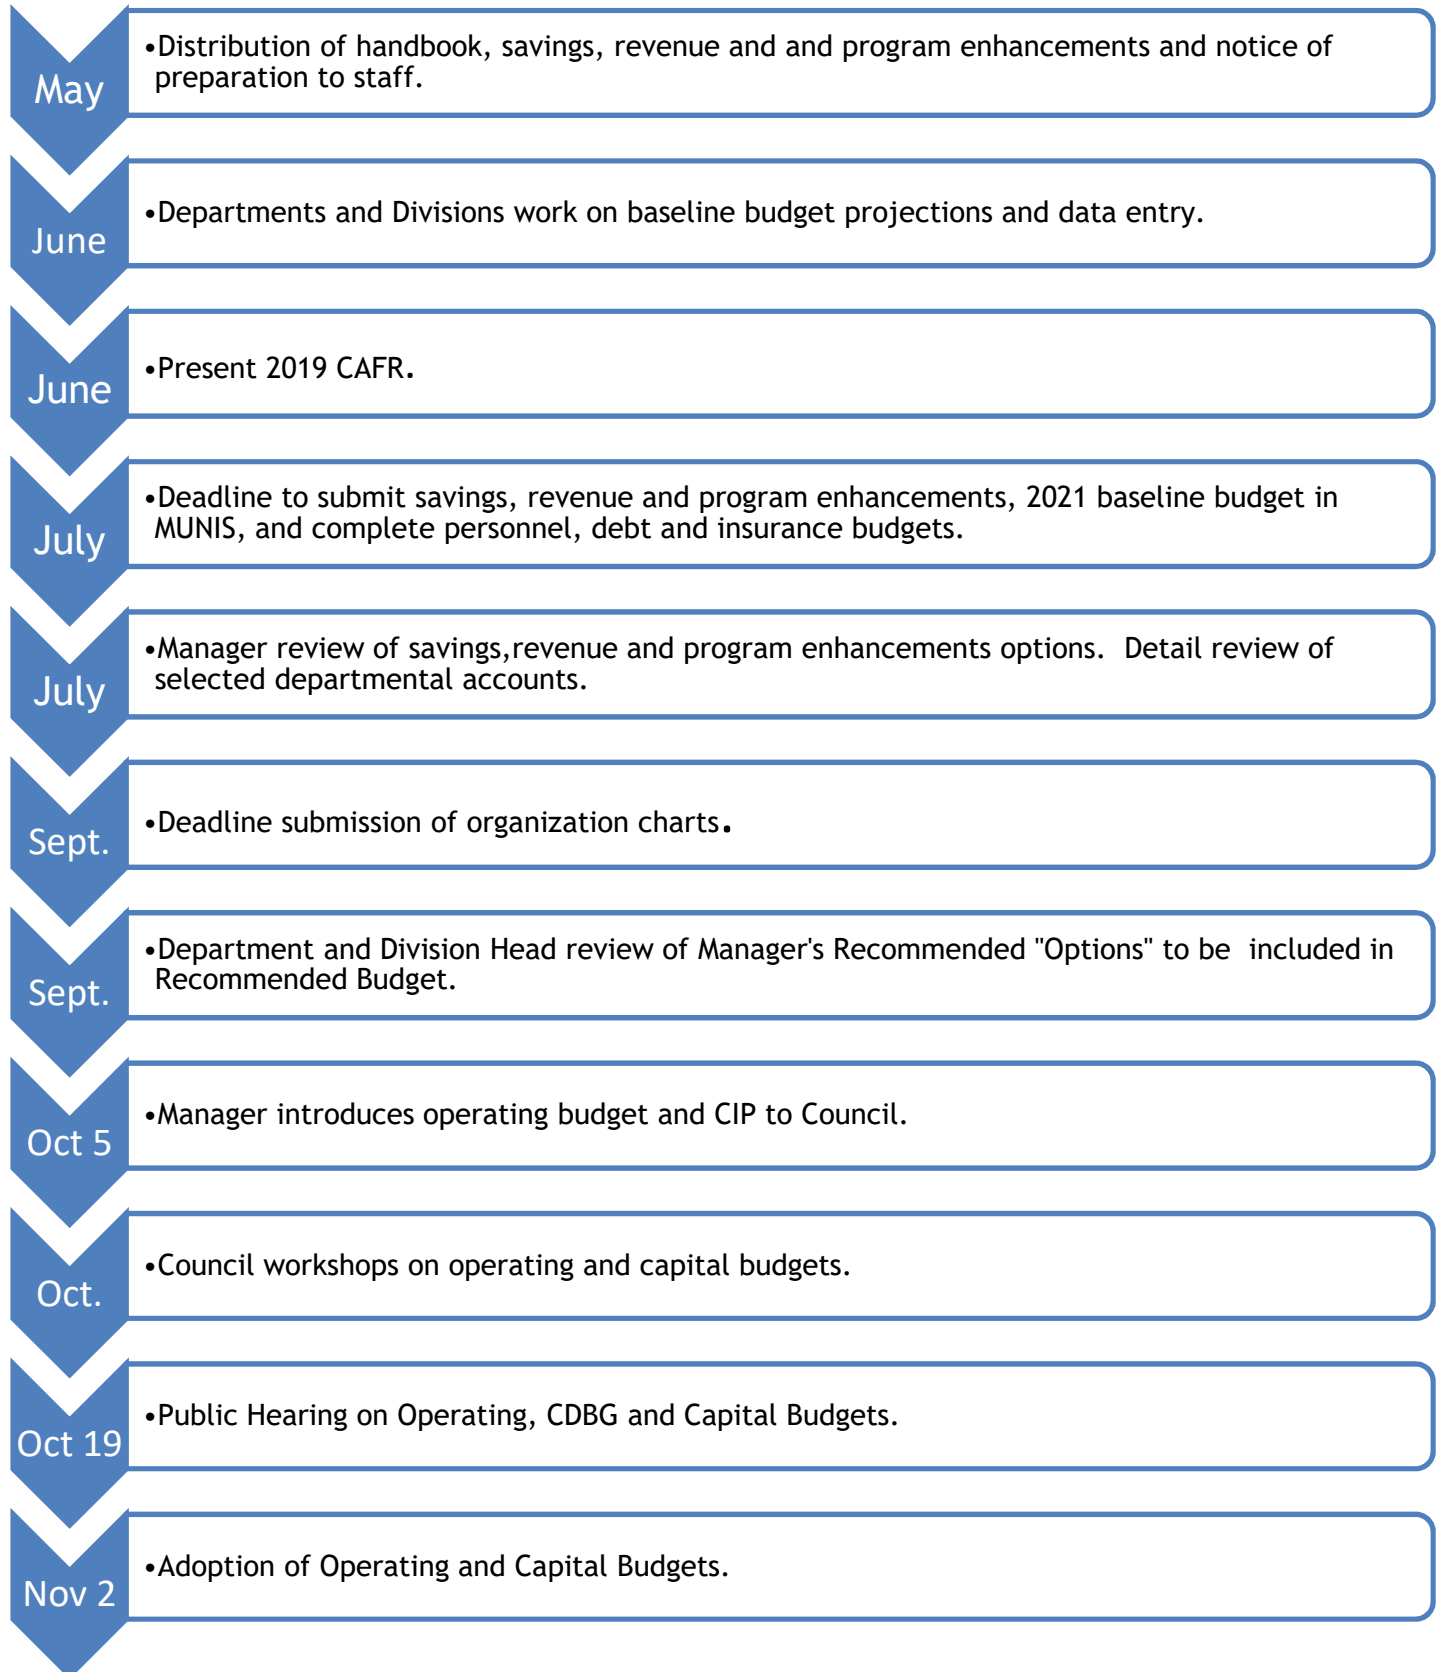 May
•Distribution of handbook, savings, revenue and and program enhancements and notice of
preparation to staff.
June
•Departments and Divisions work on baseline budget projections and data entry.
June
•Present 2019 CAFR.
July
•Deadline to submit savings, revenue and program enhancements, 2021 baseline budget in
MUNIS, and complete personnel, debt and insurance budgets.
July
•Manager review of savings,revenue and program enhancements options.  Detail review of
selected departmental accounts.
Sept.
•Deadline submission of organization charts.
Sept.
•Department and Division Head review of Manager's Recommended "Options" to be  included in
Recommended Budget.
Oct 5
•Manager introduces operating budget and CIP to Council.
Oct.
•Council workshops on operating and capital budgets.
Oct 19
•Public Hearing on Operating, CDBG and Capital Budgets.
Nov 2
•Adoption of Operating and Capital Budgets.